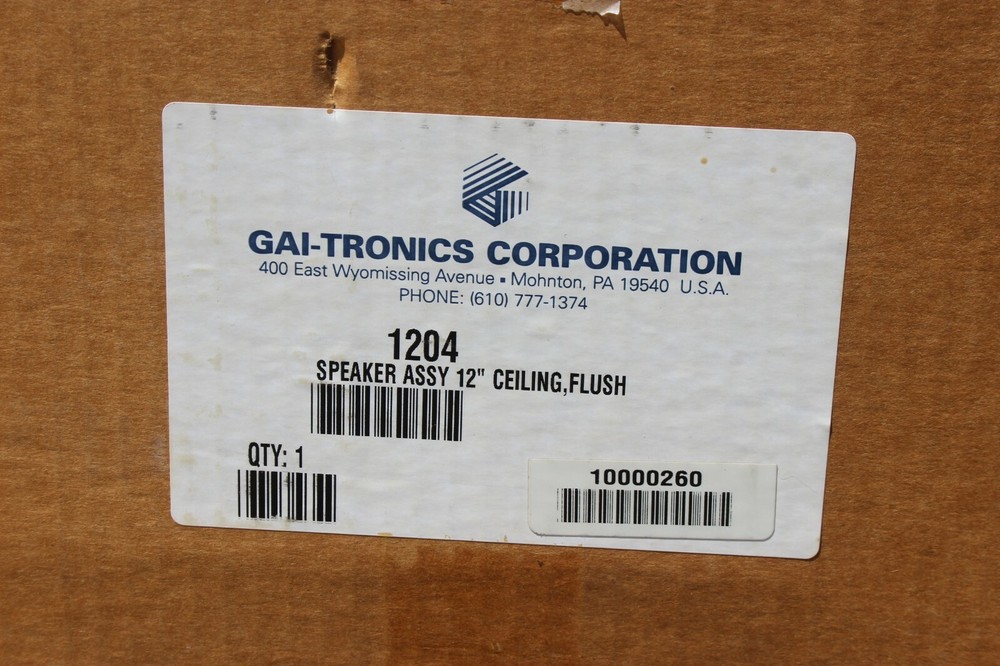 GAI-TRONICS CORPORATION
400 East Wyomissing Avenue ▪ Mohnton, PA 19540 U.S.A.
PHONE: (610) 777-1374
1204
SPEAKER ASSY 12" CEILING,FLUSH
QTY: 1
10000260